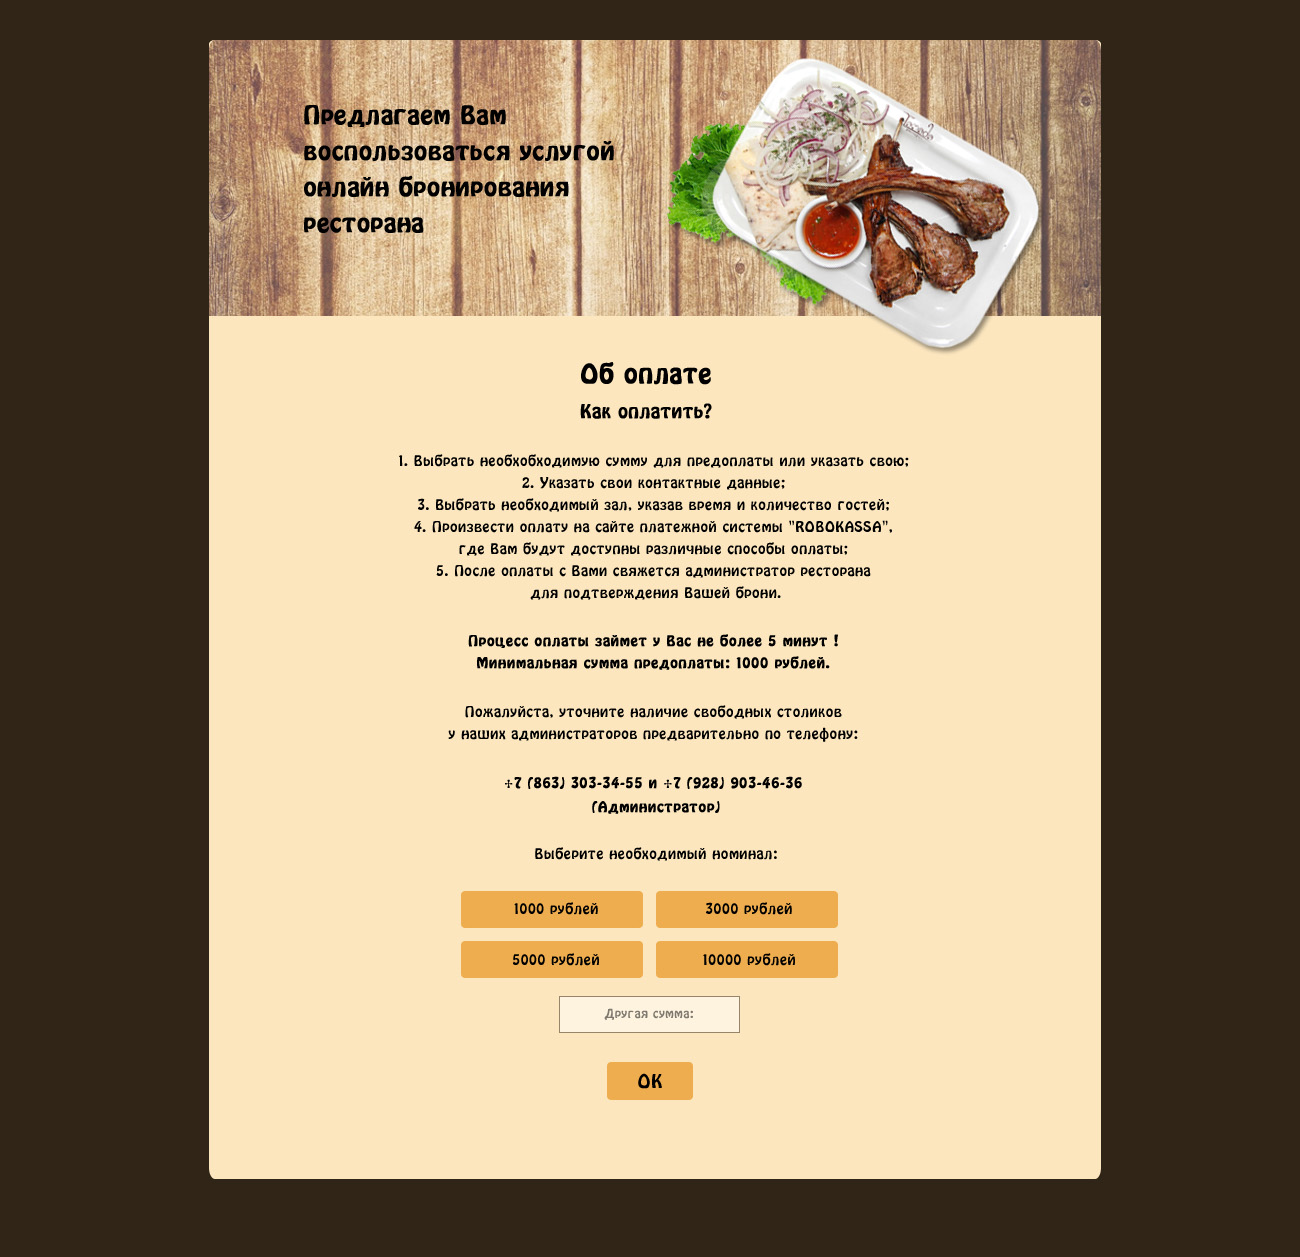 Предлагаем Вам
воспользоваться услугой
онлайн бронирования
ресторана
Об оплате
Как оплатить?
1. Выбрать необхобходимую сумму для предоплаты или указать свою;
2. Указать свои контактные данные;
3. Выбрать необходимый зал, указав время и количество гостей;
4. Произвести оплату на сайте платежной системы "ROBOKASSA",
где Вам будут доступны различные способы оплаты;
5. После оплаты с Вами свяжется администратор ресторана
для подтверждения Вашей брони.
Процесс оплаты займет у Вас не более 5 минут !
Минимальная сумма предоплаты: 1000 рублей.
Пожалуйста, уточните наличие свободных столиков
у наших администраторов предварительно по телефону:
+7 (863) 303-34-55 и +7 (928) 903-46-36
(Администратор)
Выберите необходимый номинал:
1000 рублей
3000 рублей
5000 рублей
10000 рублей
Другая сумма:
ОК